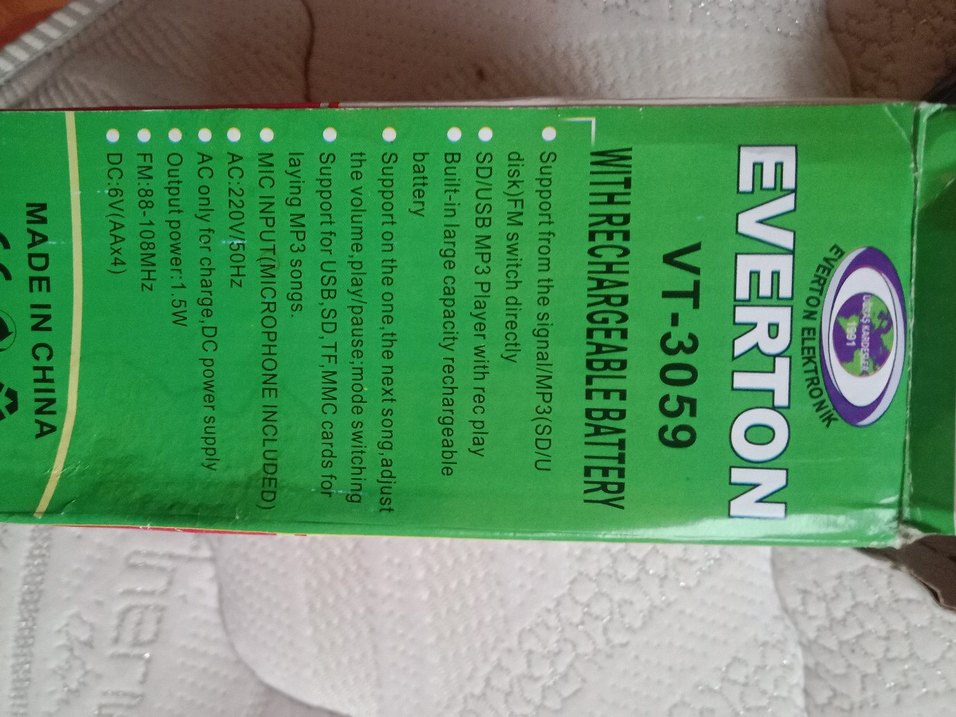 EVERTON ELEKTRONİK
1991
EVERTON
VT-3059
WITH RECHARGEABLE BATTERY
Support from the signal/MP3(SD/U
disk)FM switch directly
SD/USB MP3 Player with rec play
Built-in large capacity rechargeable
battery
Support on the one,the next song,adjust
the volume,play/pause;mode switching
Support for USB,SD,TF,MMC cards for
laying MP3 songs.
MIC INPUT(MICROPHONE INCLUDED)
AC:220V/50Hz
AC only for charge,DC power supply
Output power:1.5W
FM:88-108MHz
DC:6V(AAx4)
MADE IN CHINA